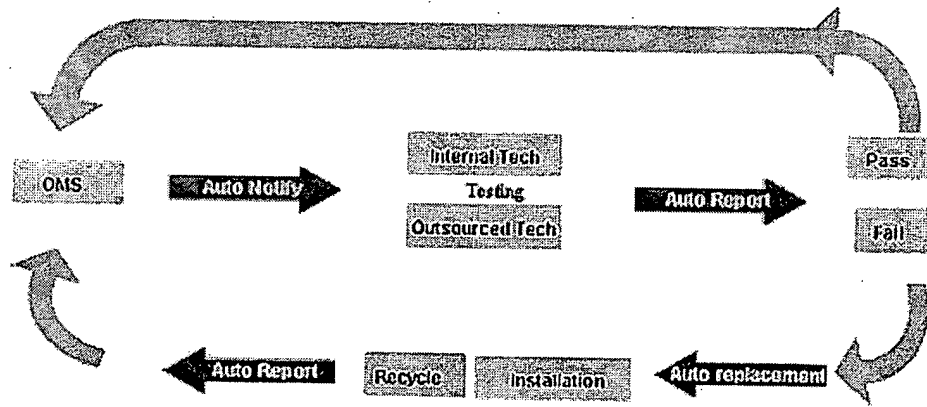 OMS
Auto Notify
Internal Tech
Testing
Outsourced Tech
Auto Report
Pass
Fail
Auto Report
Recycle
Installation
Auto replacement